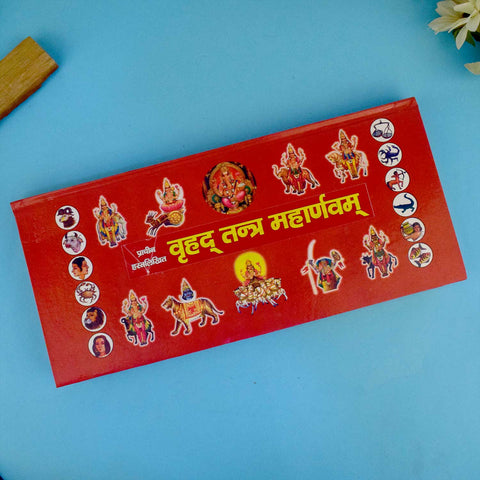 प्राचीन
हस्तलिखित
वृहद् तन्त्र महार्णवम्